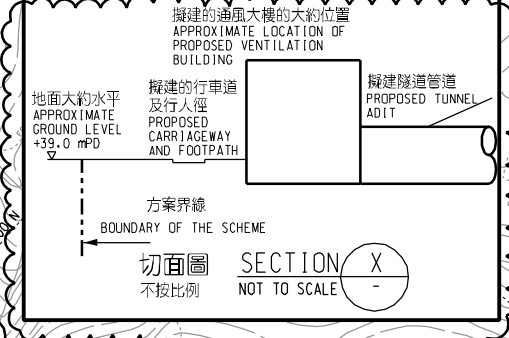 擬建的通風大樓的大約位置
APPROXIMATE LOCATION OF
PROPOSED VENTILATION
BUILDING
擬建的行車道
及行人徑
PROPOSED
CARRIAGEWAY
AND FOOTPATH
擬建隧道管道
PROPOSED TUNNEL
ADIT
地面大約水平
APPROXIMATE
GROUND LEVEL
+39.0 mPD
方案界線
BOUNDARY OF THE SCHEME
切面圖 SECTION X
不按比例 NOT TO SCALE -